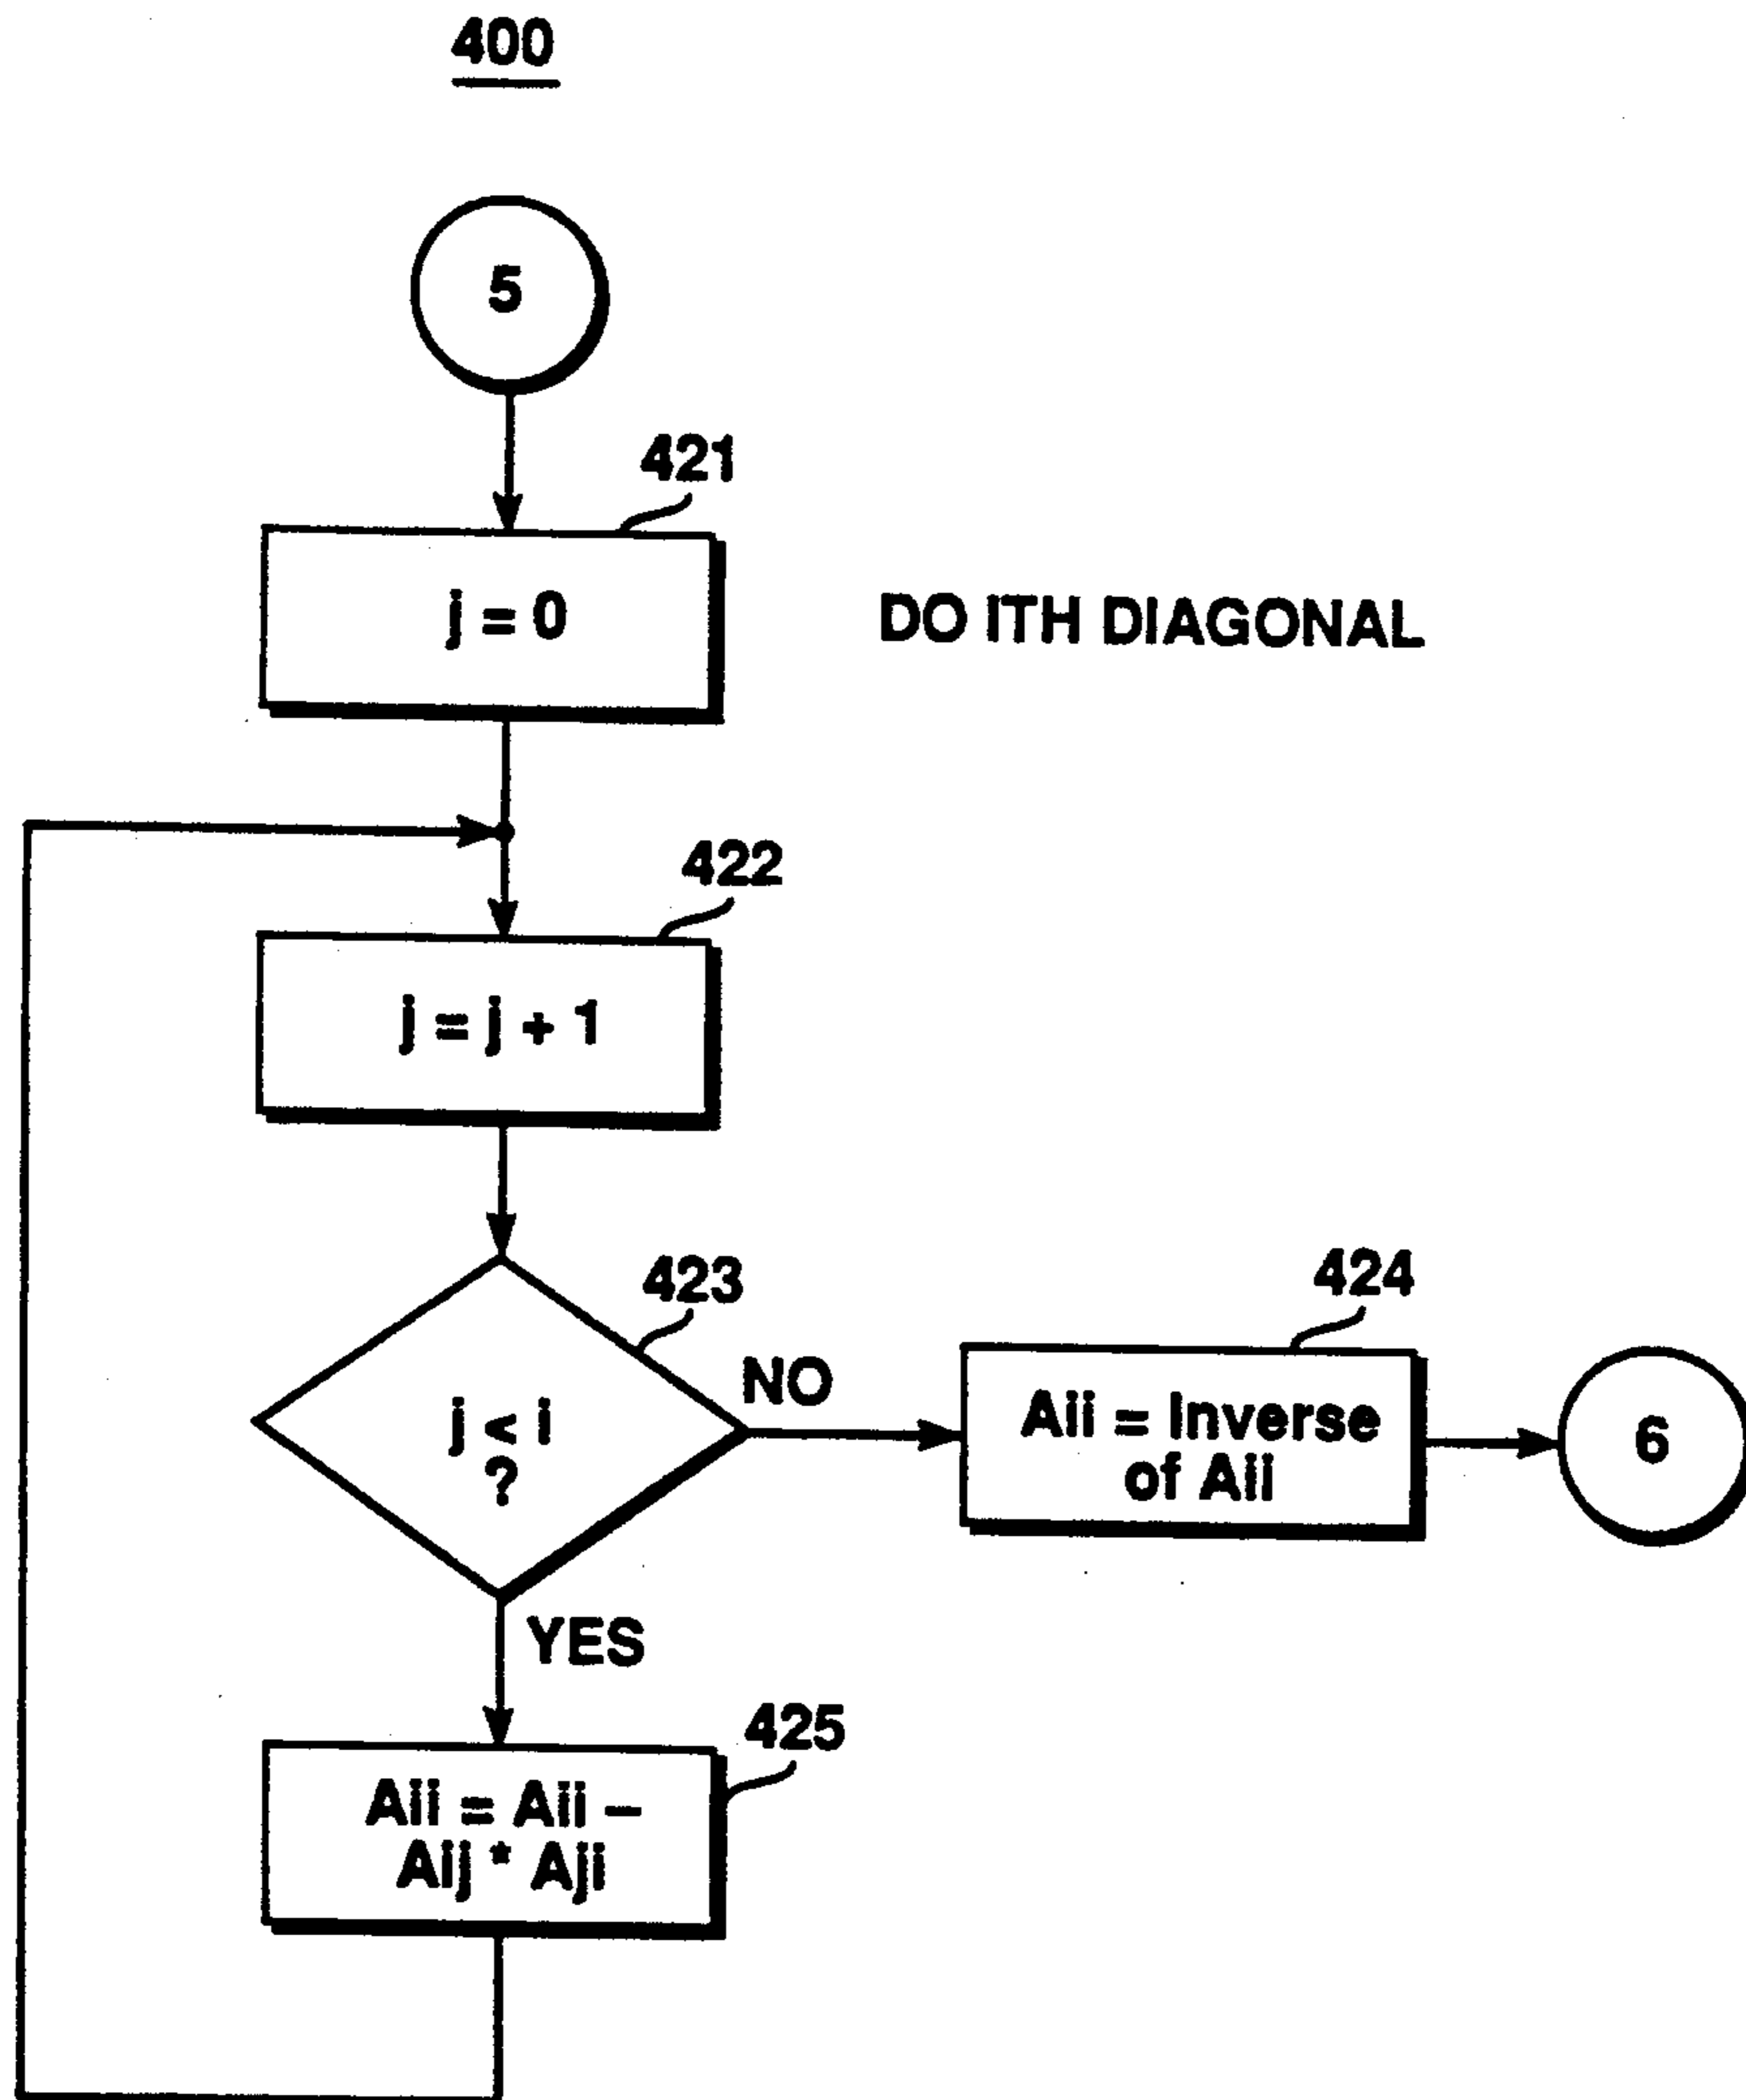 400
5
421
j = 0
DO ITH DIAGONAL
422
j = j + 1
423
j < i
?
NO
424
Aii = Inverse
of Aii
6
YES
425
Aii = Aii –
Aij * Aji